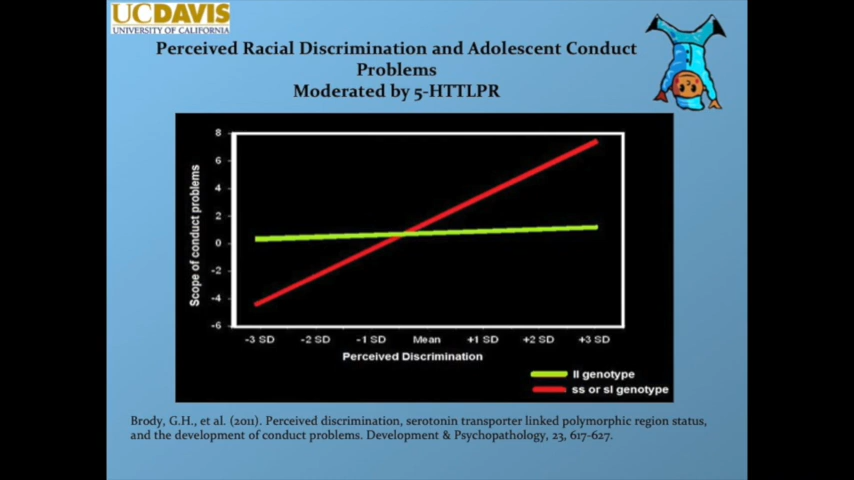 UCDAVIS
UNIVERSITY OF CALIFORNIA
Perceived Racial Discrimination and Adolescent Conduct
Problems
Moderated by 5-HTTLPR
8
6
4
2
0
-2
-4
-6
Scope of conduct problems
-3 SD -2 SD -1 SD Mean +1 SD +2 SD +3 SD
Perceived Discrimination
ll genotype
ss or sl genotype
Brody, G.H., et al. (2011). Perceived discrimination, serotonin transporter linked polymorphic region status,
and the development of conduct problems. Development & Psychopathology, 23, 617-627.